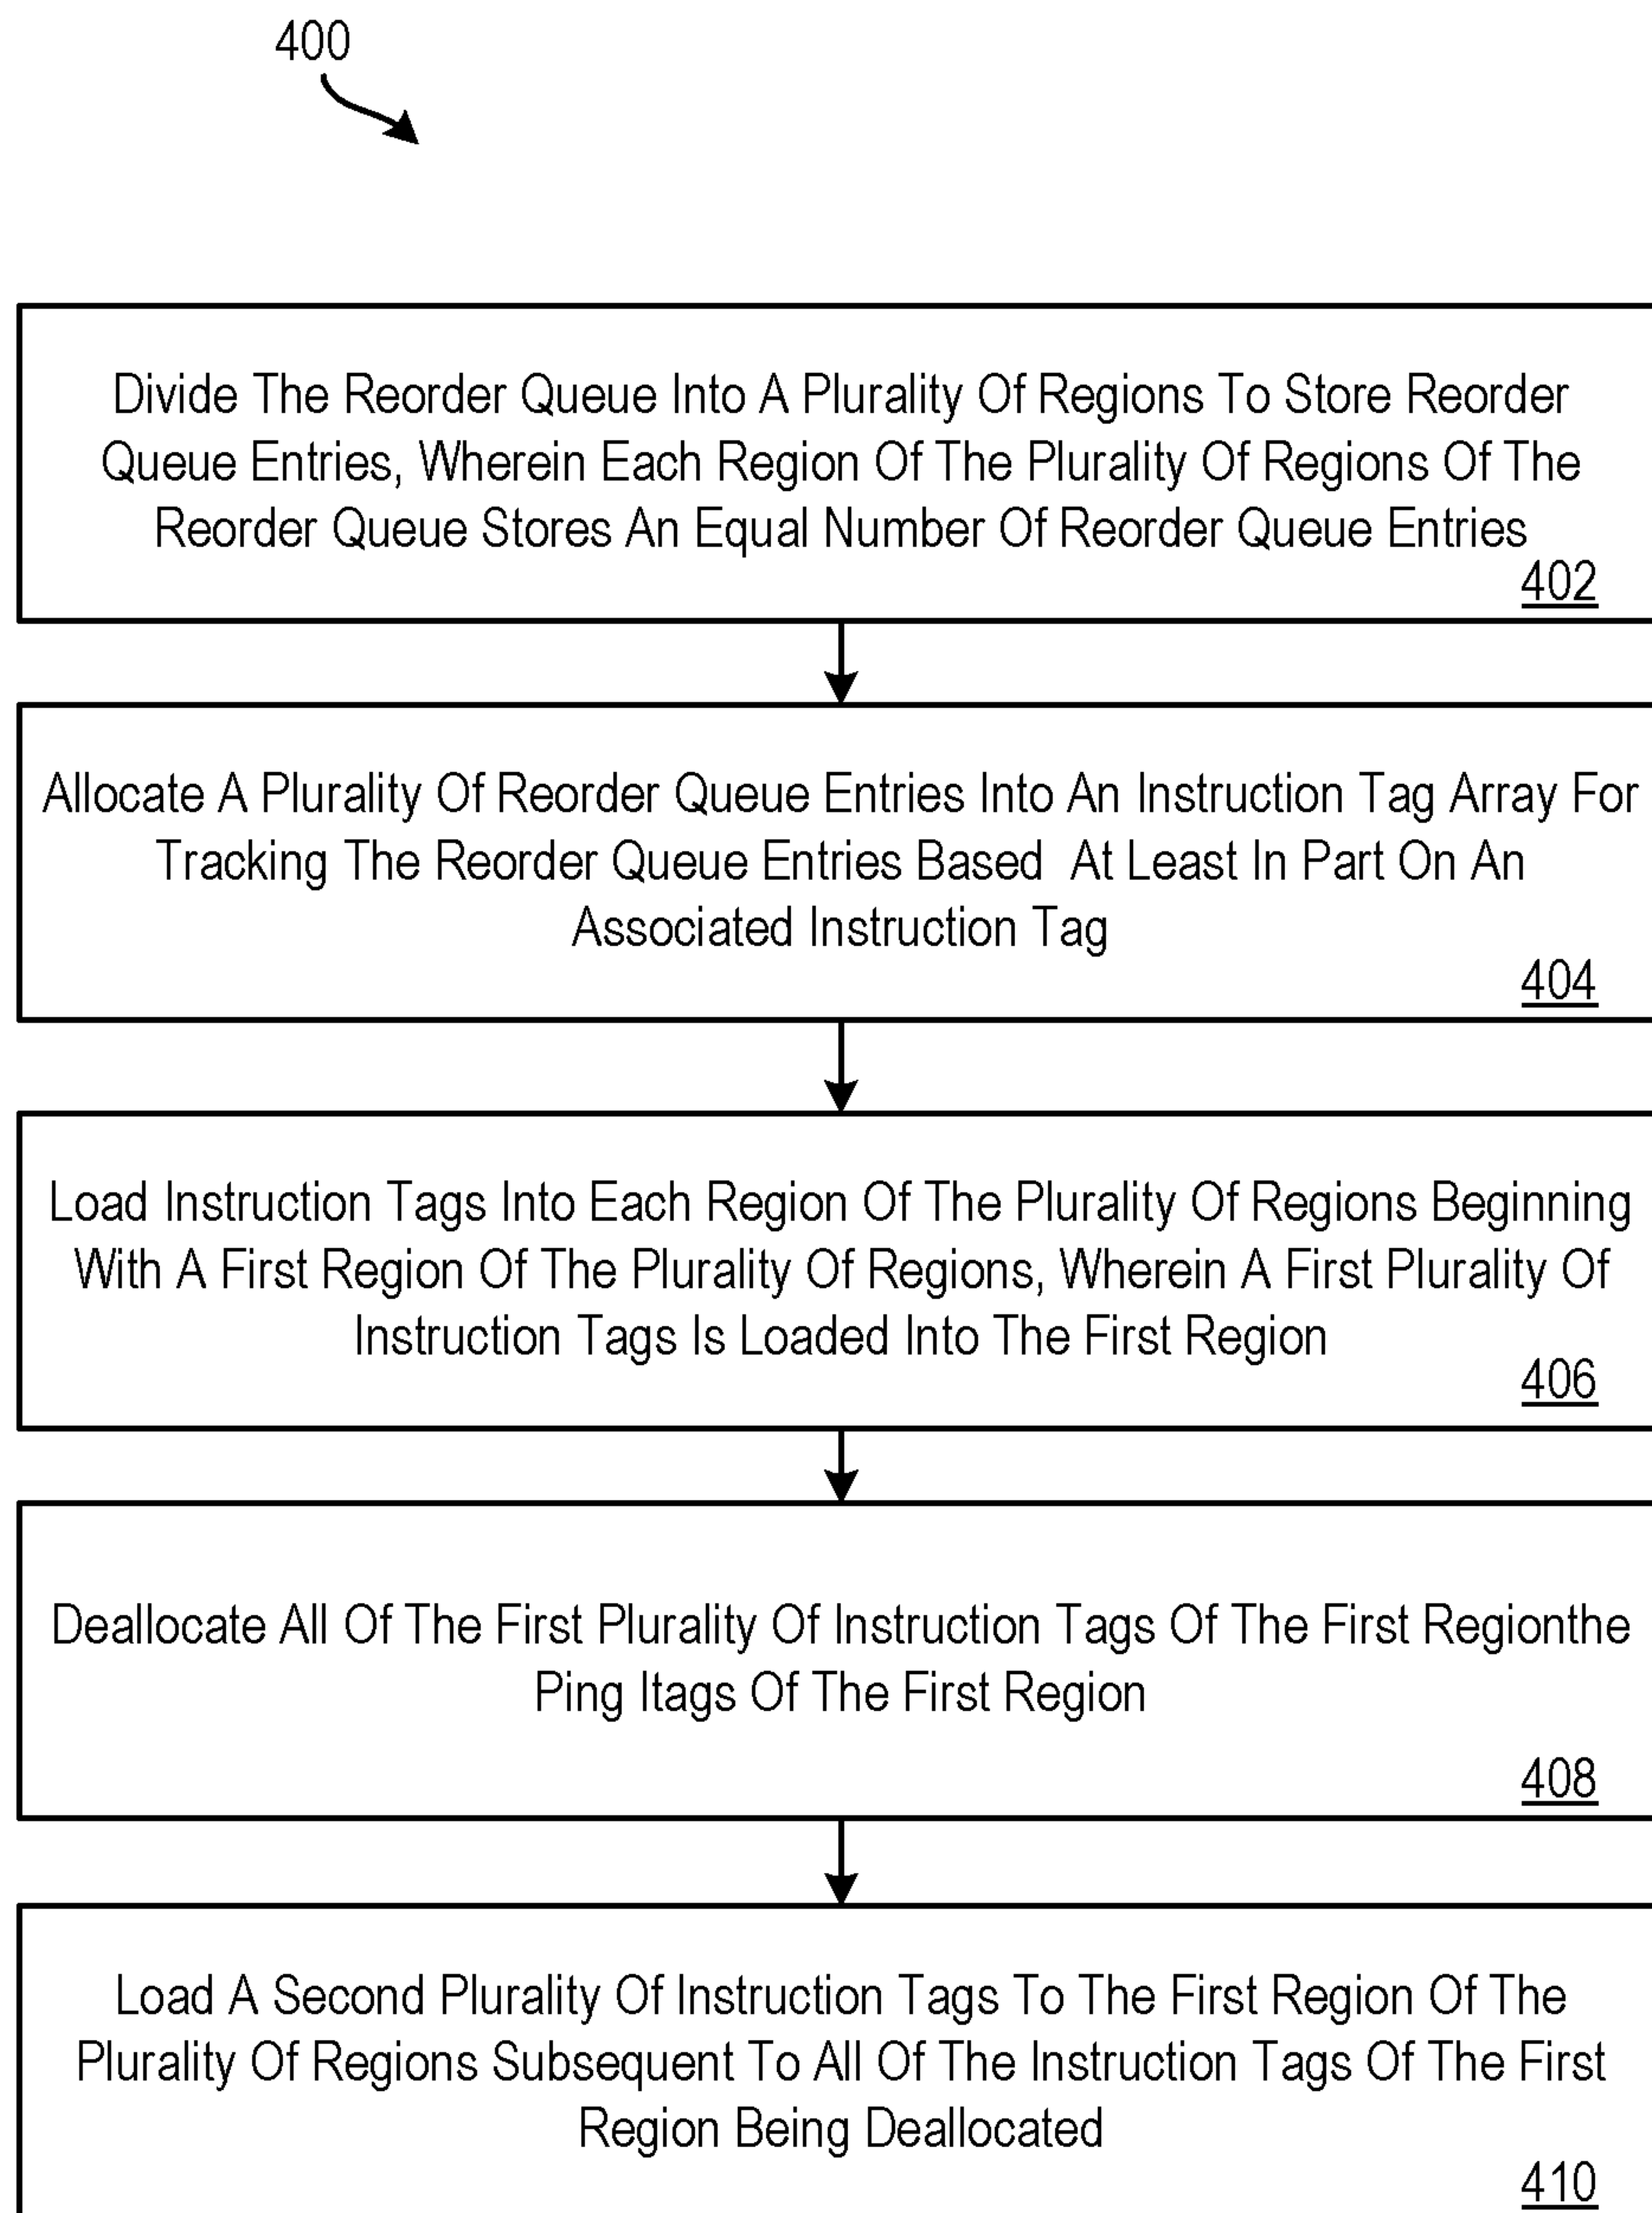 400
Divide The Reorder Queue Into A Plurality Of Regions To Store Reorder
Queue Entries, Wherein Each Region Of The Plurality Of Regions Of The
Reorder Queue Stores An Equal Number Of Reorder Queue Entries
402
Allocate A Plurality Of Reorder Queue Entries Into An Instruction Tag Array For
Tracking The Reorder Queue Entries Based At Least In Part On An
Associated Instruction Tag
404
Load Instruction Tags Into Each Region Of The Plurality Of Regions Beginning
With A First Region Of The Plurality Of Regions, Wherein A First Plurality Of
Instruction Tags Is Loaded Into The First Region
406
Deallocate All Of The First Plurality Of Instruction Tags Of The First Regionthe
Ping Itags Of The First Region
408
Load A Second Plurality Of Instruction Tags To The First Region Of The
Plurality Of Regions Subsequent To All Of The Instruction Tags Of The First
Region Being Deallocated
410